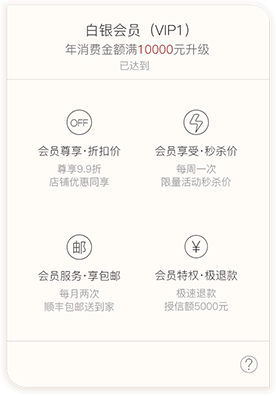 白银会员（VIP1）
年消费金额满10000元升级
已达到
OFF
会员尊享·折扣价
尊享9.9折
店铺优惠同享
会员享受·秒杀价
每周一次
限量活动秒杀价
邮
会员服务·享包邮
每月两次
顺丰包邮送到家
¥
会员特权·极退款
极速退款
授信额5000元
?